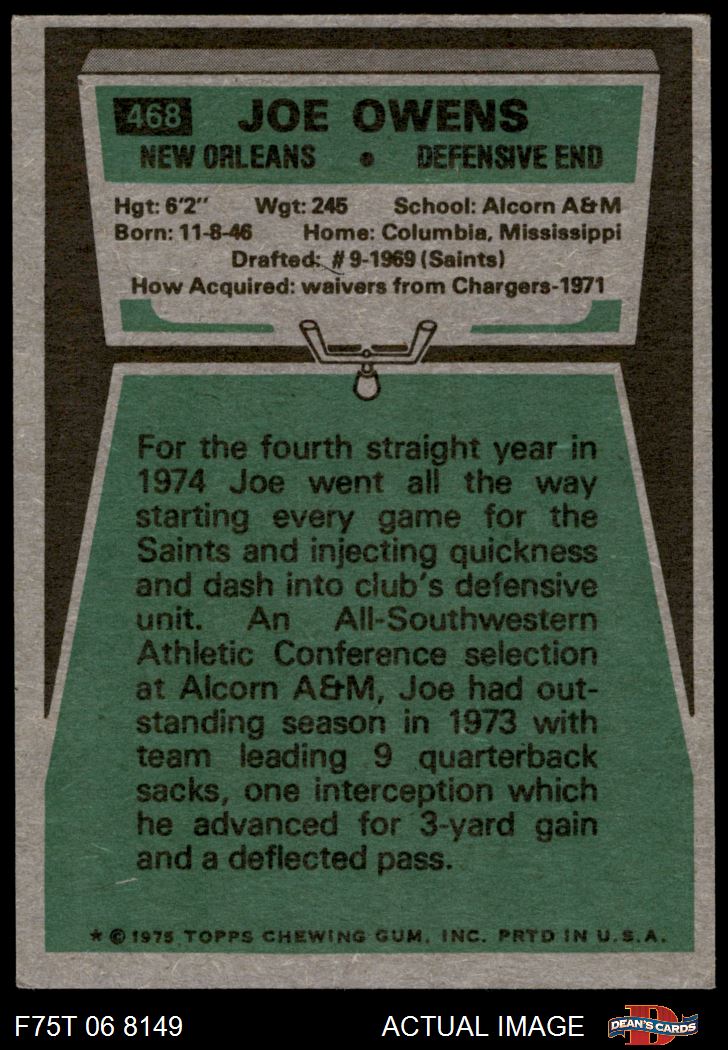 468 JOE OWENS
NEW ORLEANS • DEFENSIVE END
Hgt: 6'2" Wgt: 245 School: Alcorn A&M
Born: 11-8-46 Home: Columbia, Mississippi
Drafted: #9-1969 (Saints)
How Acquired: waivers from Chargers-1971
For the fourth straight year in
1974 Joe went all the way
starting every game for the
Saints and injecting quickness
and dash into club's defensive
unit. An All-Southwestern
Athletic Conference selection
at Alcorn A&M, Joe had out-
standing season in 1973 with
team leading 9 quarterback
sacks, one interception which
he advanced for 3-yard gain
and a deflected pass.
* © 1975 TOPPS CHEWING GUM, INC. PRTD IN U.S.A.
F75T 06 8149 ACTUAL IMAGE D DEAN'S CARDS